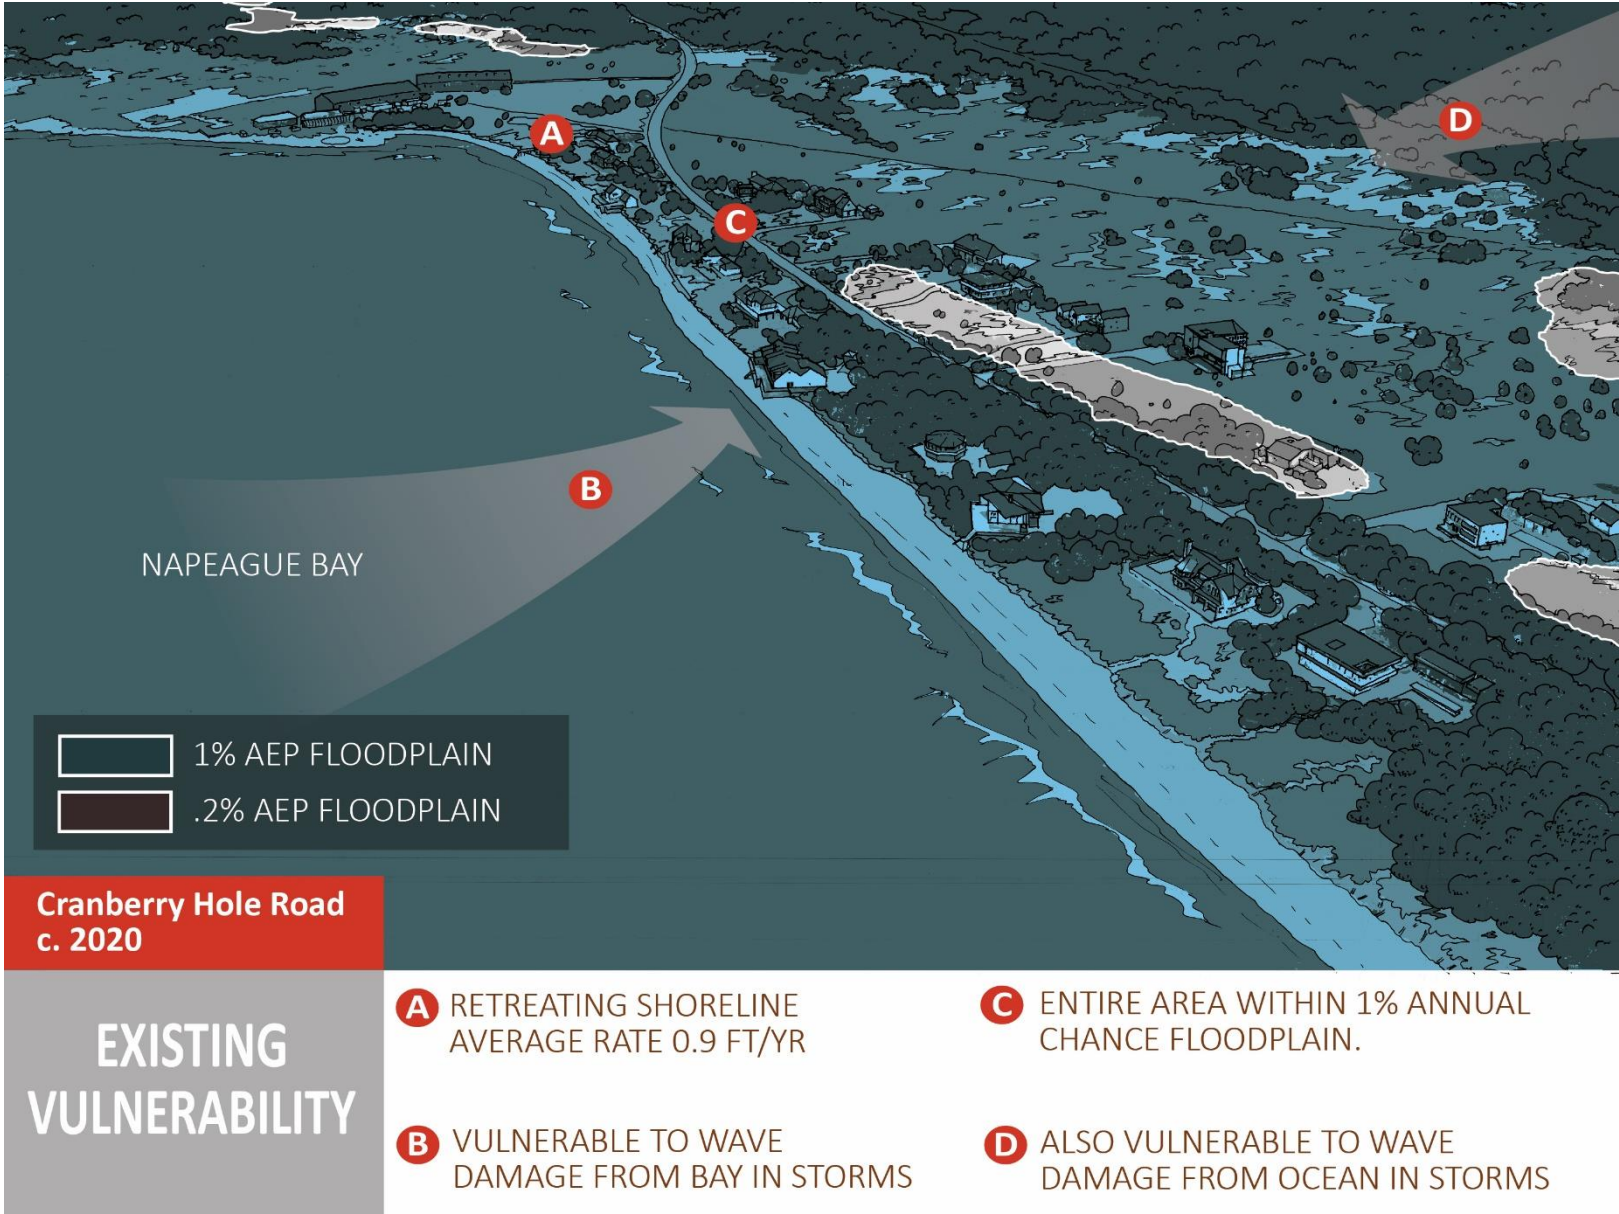 A
D
C
B
NAPEAGUE BAY
1% AEP FLOODPLAIN
.2% AEP FLOODPLAIN
Cranberry Hole Road
c. 2020
EXISTING
VULNERABILITY
A RETREATING SHORELINE
AVERAGE RATE 0.9 FT/YR
B VULNERABLE TO WAVE
DAMAGE FROM BAY IN STORMS
C ENTIRE AREA WITHIN 1% ANNUAL
CHANCE FLOODPLAIN.
D ALSO VULNERABLE TO WAVE
DAMAGE FROM OCEAN IN STORMS